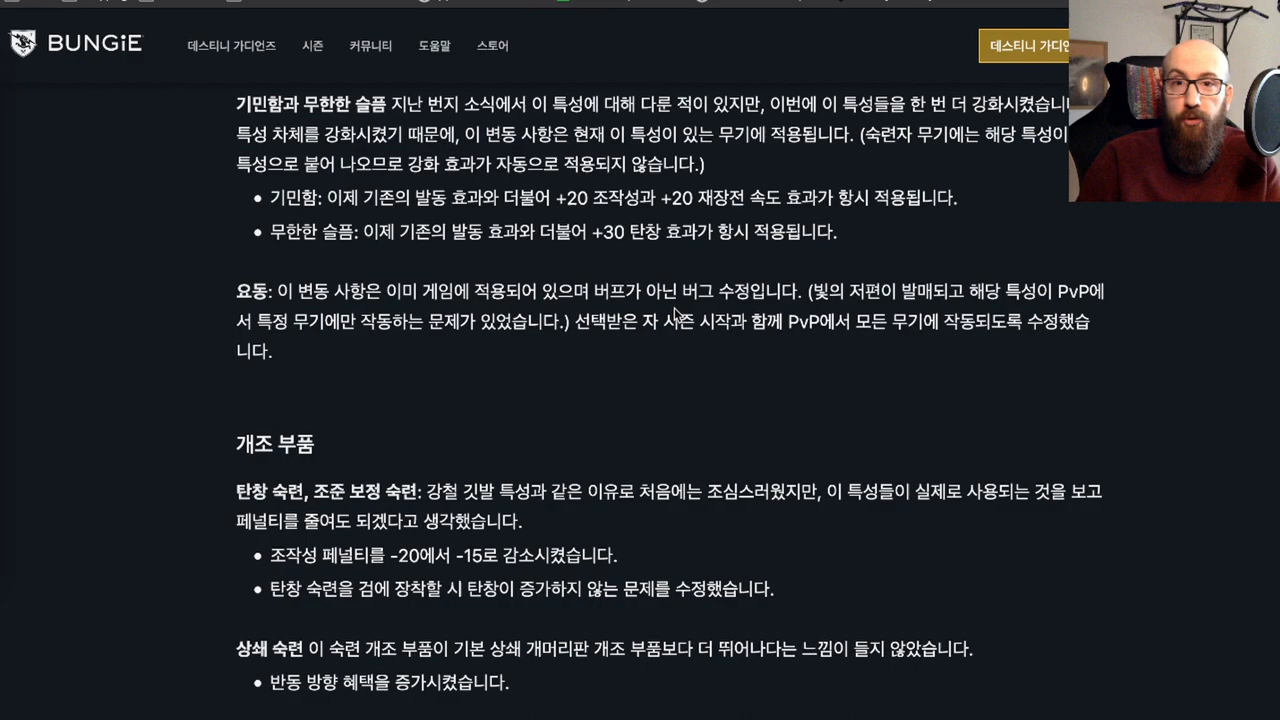 BUNGiE
데스티니 가디언즈
시즌
커뮤니티
도움말
스토어
데스티니
기민함과 무한한 슬픔 지난 번지 소식에서 이 특성에 대해 다룬 적이 있지만, 이번에 이 특성들을 한 번 더 강화시켰습니
특성 차체를 강화시켰기 때문에, 이 변동 사항은 현재 이 특성이 있는 무기에 적용됩니다. (숙련자 무기에는 해당 특성이
특성으로 붙어 나오므로 강화 효과가 자동으로 적용되지 않습니다.)
• 기민함: 이제 기존의 발동 효과와 더불어 +20 조작성과 +20 재장전 속도 효과가 항시 적용됩니다.
• 무한한 슬픔: 이제 기존의 발동 효과와 더불어 +30 탄창 효과가 항시 적용됩니다.
요동: 이 변동 사항은 이미 게임에 적용되어 있으며 버프가 아닌 버그 수정입니다. (빛의 저편이 발매되고 해당 특성이 PvP에
서 특정 무기에만 작동하는 문제가 있었습니다.) 선택받은 자 시즌 시작과 함께 PvP에서 모든 무기에 작동되도록 수정했습
니다.
개조 부품
탄창 숙련, 조준 보정 숙련: 강철 깃발 특성과 같은 이유로 처음에는 조심스러웠지만, 이 특성들이 실제로 사용되는 것을 보고
페널티를 줄여도 되겠다고 생각했습니다.
• 조작성 페널티를 -20에서 -15로 감소시켰습니다.
• 탄창 숙련을 검에 장착할 시 탄창이 증가하지 않는 문제를 수정했습니다.
상쇄 숙련 이 숙련 개조 부품이 기본 상쇄 개머리판 개조 부품보다 더 뛰어나다는 느낌이 들지 않았습니다.
• 반동 방향 혜택을 증가시켰습니다.